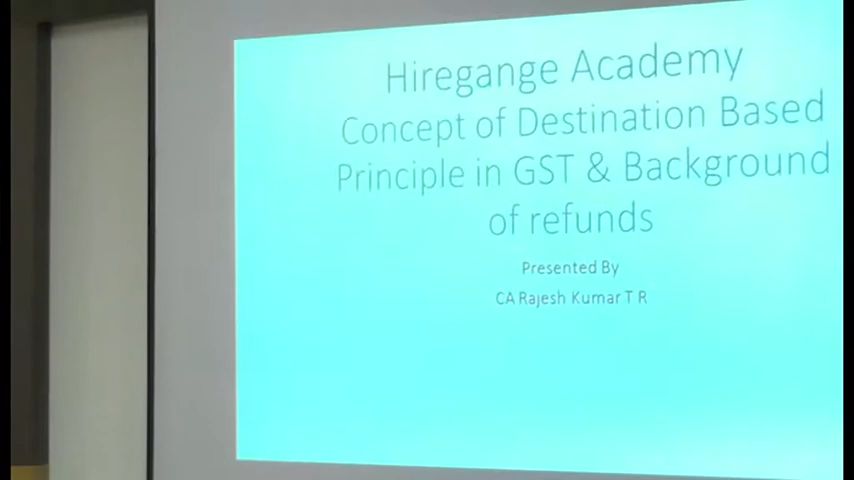 Hiregange Academy
Concept of Destination Based
Principle in GST & Background
of refunds
Presented By
CA Rajesh Kumar T R